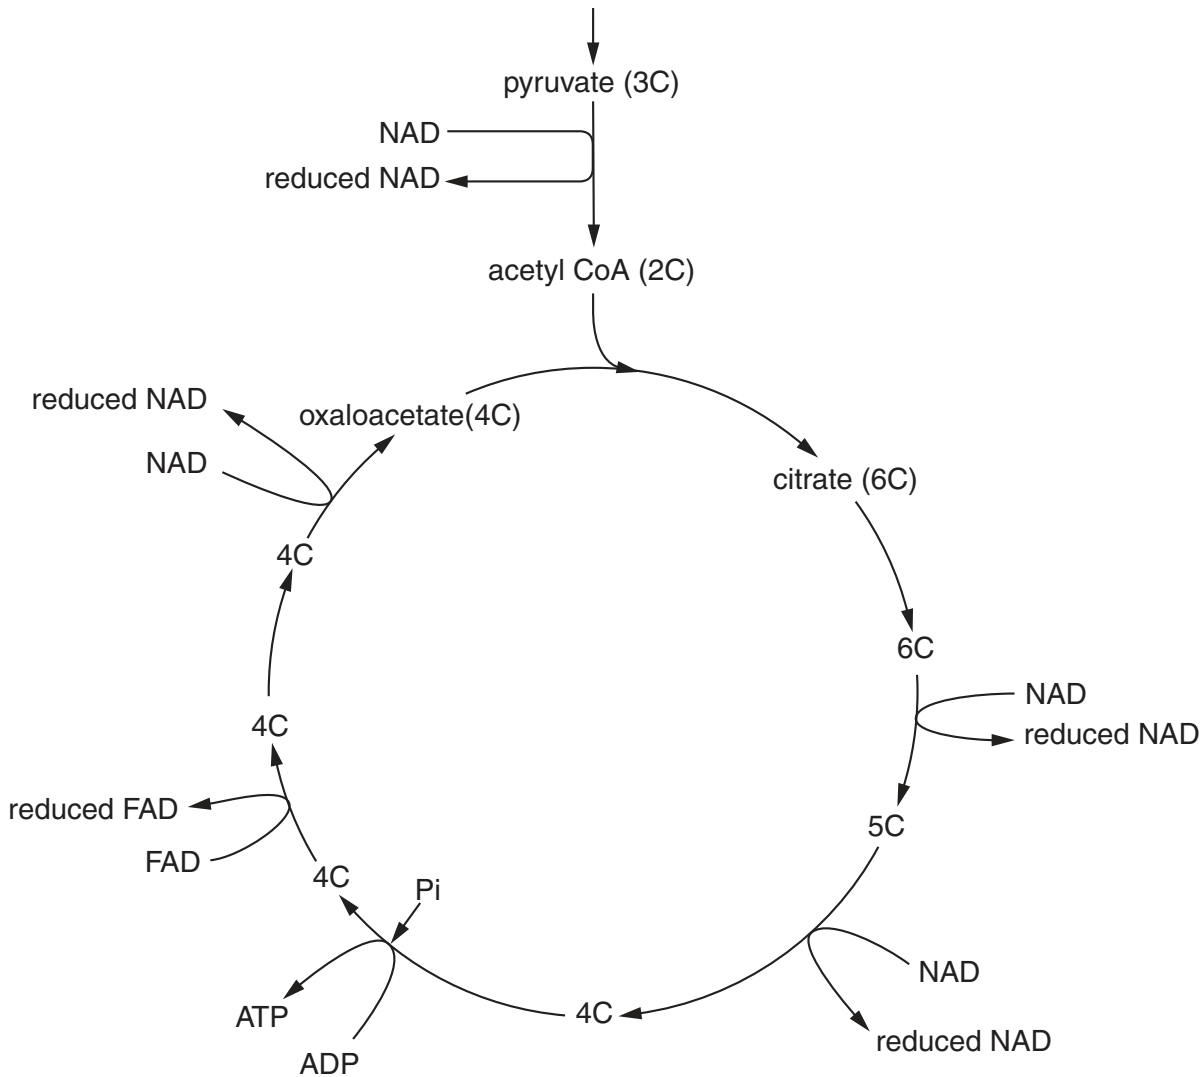 pyruvate (3C)
NAD
reduced NAD
acetyl CoA (2C)
reduced NAD
oxaloacetate(4C)
NAD
citrate (6C)
4C
6C
NAD
4C
reduced NAD
reduced FAD
5C
FAD
4C
Pi
NAD
ATP
4C
reduced NAD
ADP